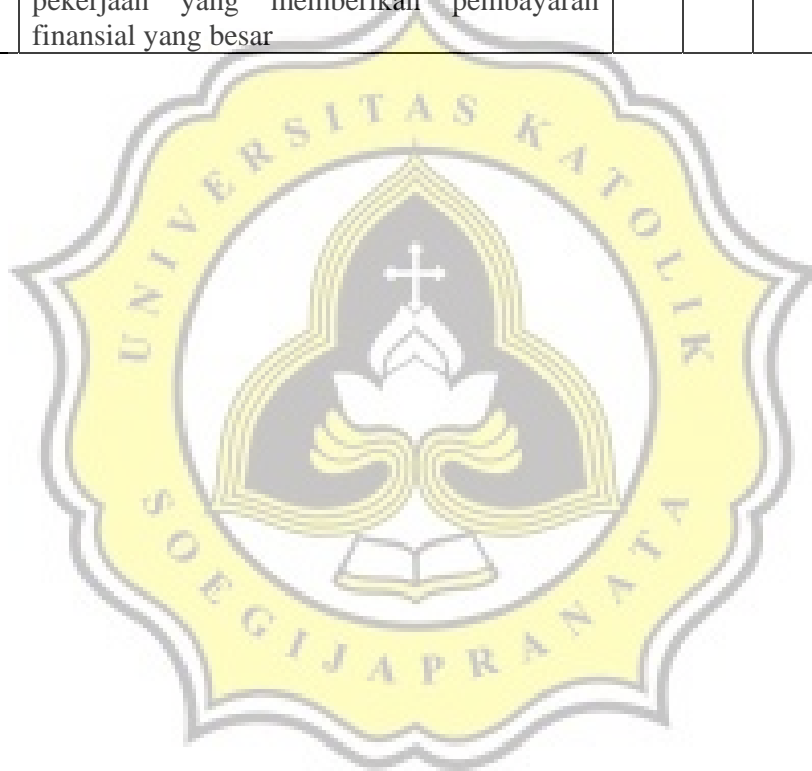 pekerjaan yang memberikan pembayaran
finansial yang besar
UNIVERSITAS KATOLIK
SOEGIJAPRANATA